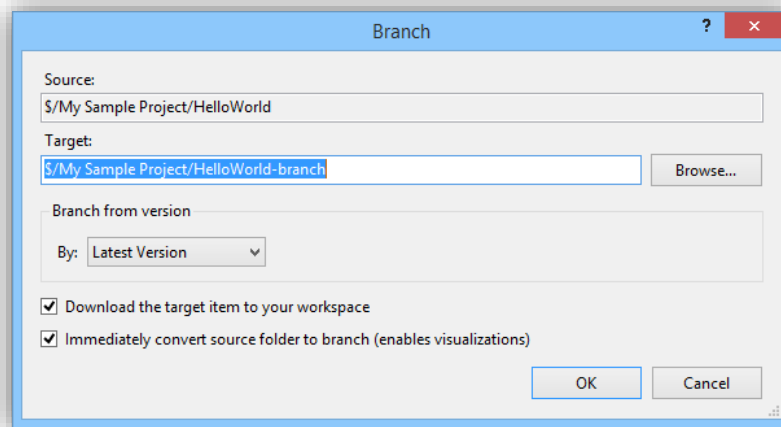 Branch
?
Source:
$/My Sample Project/HelloWorld
Target:
$/My Sample Project/HelloWorld-branch
Browse...
Branch from version
By: Latest Version
Download the target item to your workspace
Immediately convert source folder to branch (enables visualizations)
OK Cancel